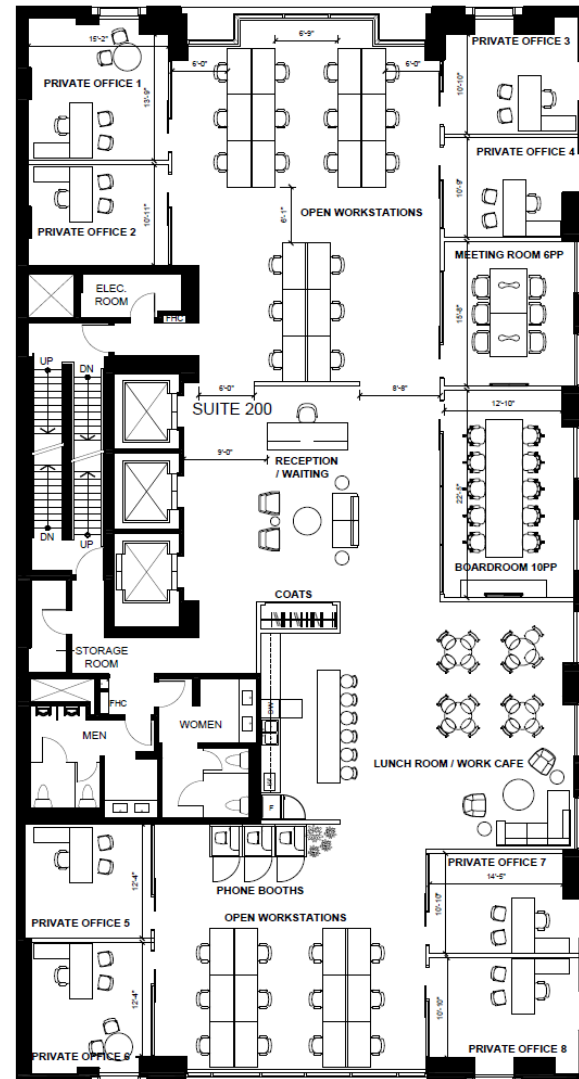 15'-2"
6'-9"
PRIVATE OFFICE 3
6'-0"
6'-0"
PRIVATE OFFICE 1
13'-9"
10'-10"
PRIVATE OFFICE 4
10'-9"
10'-11"
PRIVATE OFFICE 2
6'-1"
OPEN WORKSTATIONS
MEETING ROOM 6PP
ELEC.
ROOM
FHC
15'-8"
UP
DN
6'-0"
8'-8"
12'-10"
SUITE 200
9'-0"
RECEPTION
/ WAITING
22'-5"
DN
UP
BOARDROOM 10PP
COATS
STORAGE
ROOM
FHC
WOMEN
DW
MEN
LUNCH ROOM / WORK CAFE
F
PRIVATE OFFICE 7
14'-5"
PHONE BOOTHS
12'-4"
10'-10"
OPEN WORKSTATIONS
PRIVATE OFFICE 5
12'-4"
10'-10"
PRIVATE OFFICE 6
PRIVATE OFFICE 8